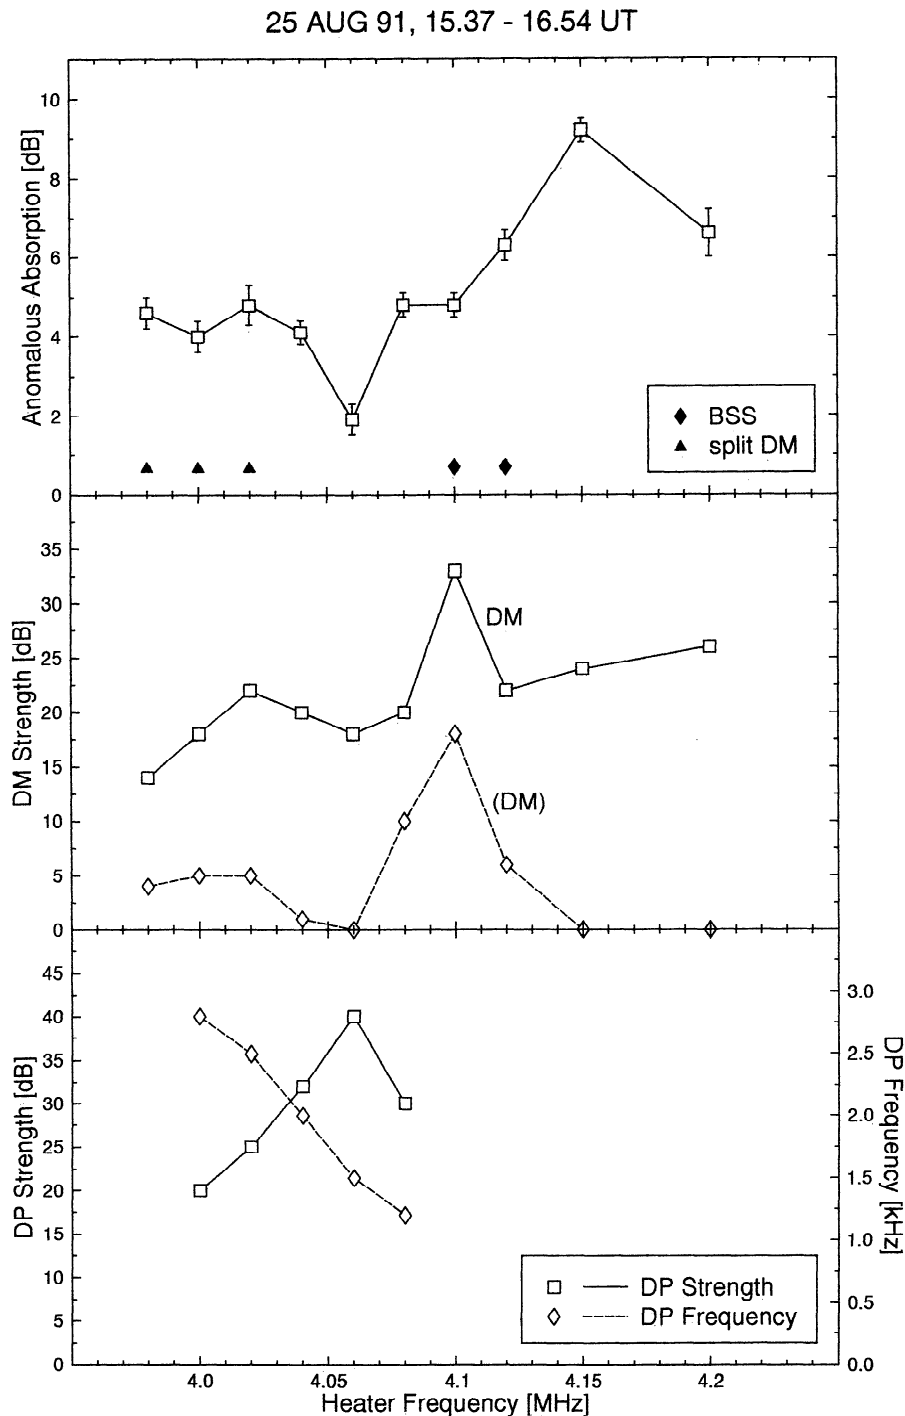 25 AUG 91, 15.37 - 16.54 UT
Anomalous Absorption [dB]
10
8
6
4
2
0
BSS
split DM
DM Strength [dB]
35
30
25
20
15
10
5
0
DM
(DM)
DP Strength [dB]
45
40
35
30
25
20
15
10
5
0
3.0
2.5
2.0
1.5
1.0
0.5
0.0
DP Frequency [kHz]
DP Strength
DP Frequency
4.0 4.05 4.1 4.15 4.2
Heater Frequency [MHz]